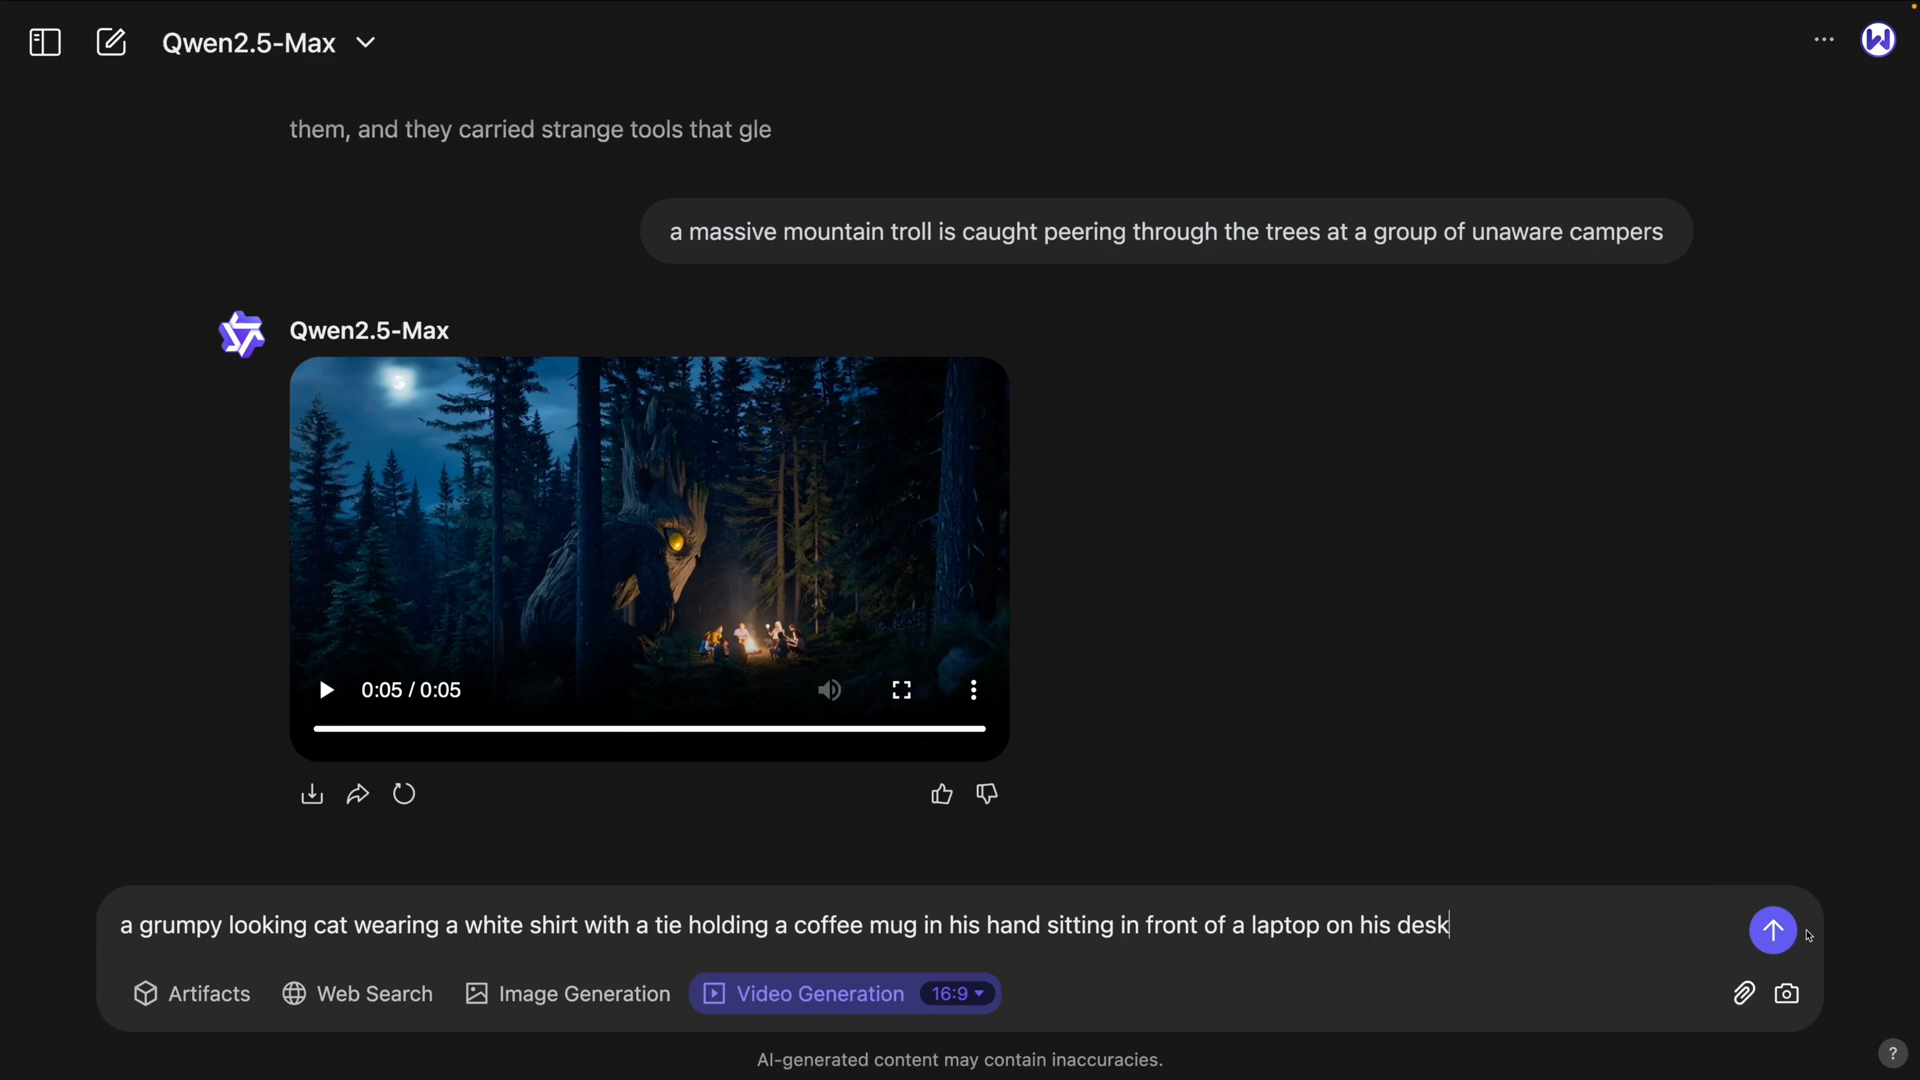 Qwen2.5-Max
them, and they carried strange tools that gle
a massive mountain troll is caught peering through the trees at a group of unaware campers
Qwen2.5-Max
0:05 / 0:05
a grumpy looking cat wearing a white shirt with a tie holding a coffee mug in his hand sitting in front of a laptop on his desk
Artifacts Web Search Image Generation Video Generation 16:9
AI-generated content may contain inaccuracies.
?